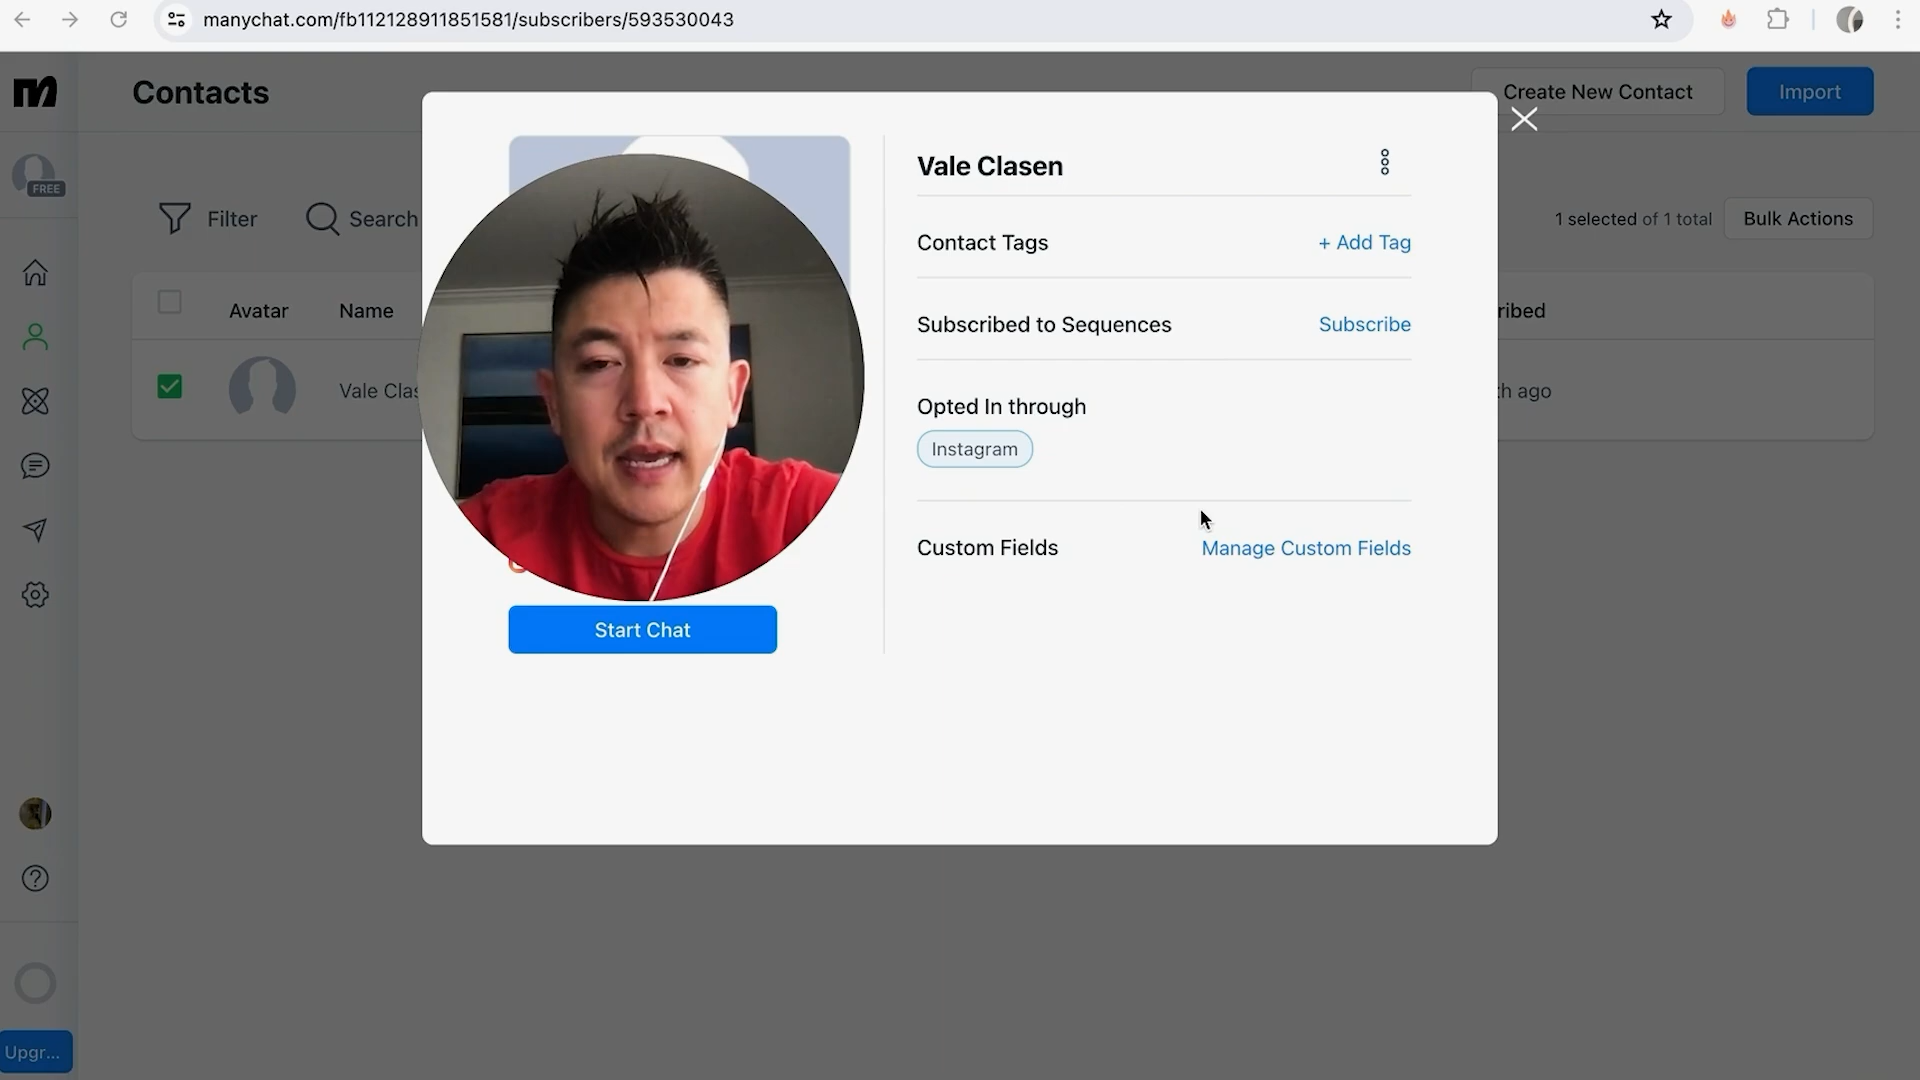 manychat.com/fb112128911851581/subscribers/593530043
Contacts
Create New Contact
Import
FREE
Filter
Search
1 selected of 1 total
Bulk Actions
Avatar
Name
Vale Clasen
Contact Tags
+ Add Tag
Subscribed to Sequences
Subscribe
Opted In through
Instagram
Custom Fields
Manage Custom Fields
Start Chat
ribed
Vale Clas
th ago
Upgr...